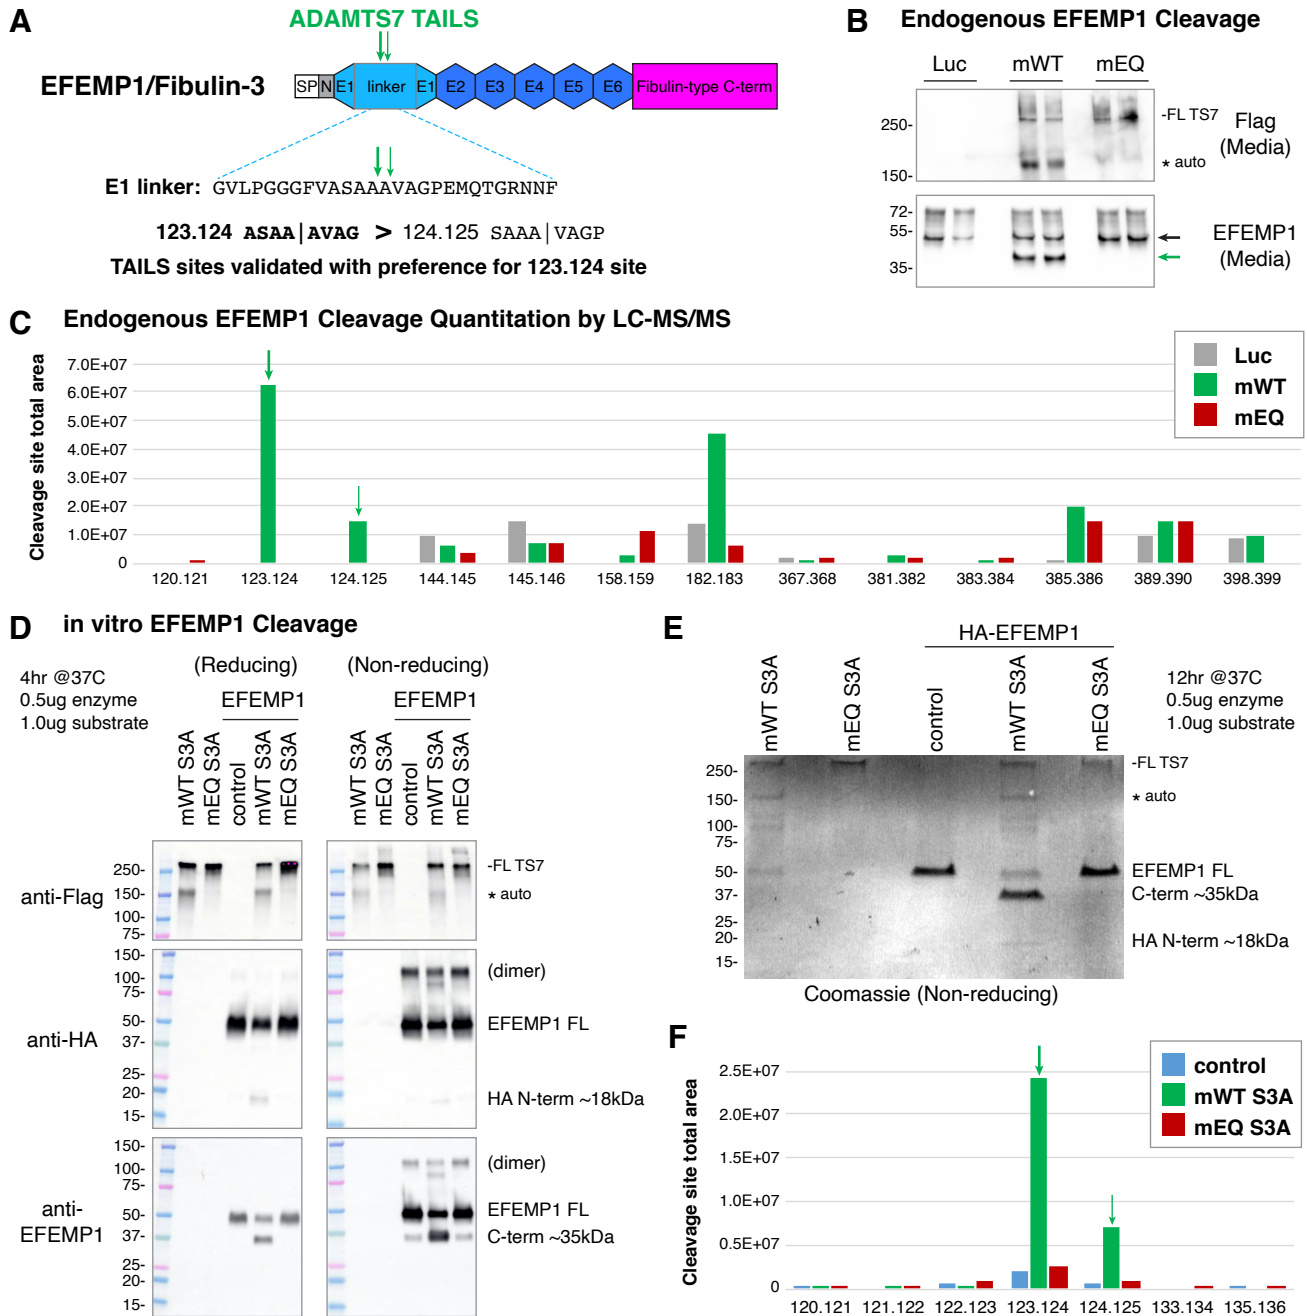 A
ADAMTS7 TAILS
EFEMP1/Fibulin-3
SP N E1 linker E1 E2 E3 E4 E5 E6 Fibulin-type C-term
E1 linker: GVLPGGGFVASAAAVAGPEMQTGRNNF
123.124 ASAA|AVAG > 124.125 SAAA|VAGP
TAILS sites validated with preference for 123.124 site
B
Endogenous EFEMP1 Cleavage
Luc mWT mEQ
250-
150-
-FL TS7
* auto
Flag
(Media)
72-
55-
35-
EFEMP1
(Media)
C
Endogenous EFEMP1 Cleavage Quantitation by LC-MS/MS
Cleavage site total area
7.0E+07
6.0E+07
5.0E+07
4.0E+07
3.0E+07
2.0E+07
1.0E+07
0
120.121 123.124 124.125 144.145 145.146 158.159 182.183 367.368 381.382 383.384 385.386 389.390 398.399
Luc
mWT
mEQ
D
in vitro EFEMP1 Cleavage
4hr @37C
0.5ug enzyme
1.0ug substrate
(Reducing)
(Non-reducing)
EFEMP1
EFEMP1
mWT S3A
mEQ S3A
control
mWT S3A
mEQ S3A
mWT S3A
mEQ S3A
control
mWT S3A
mEQ S3A
anti-Flag
250-
150-
100-
75-
-FL TS7
* auto
anti-HA
150-
100-
75-
50-
37-
25-
20-
15-
(dimer)
EFEMP1 FL
HA N-term ~18kDa
anti-
EFEMP1
150-
100-
75-
50-
37-
25-
20-
15-
(dimer)
EFEMP1 FL
C-term ~35kDa
E
HA-EFEMP1
mWT S3A
mEQ S3A
control
mWT S3A
mEQ S3A
12hr @37C
0.5ug enzyme
1.0ug substrate
250-
150-
100-
75-
50-
37-
25-
20-
15-
-FL TS7
* auto
EFEMP1 FL
C-term ~35kDa
HA N-term ~18kDa
Coomassie (Non-reducing)
F
Cleavage site total area
2.5E+07
2.0E+07
1.5E+07
1.0E+07
0.5E+07
0
120.121 121.122 122.123 123.124 124.125 133.134 135.136
control
mWT S3A
mEQ S3A